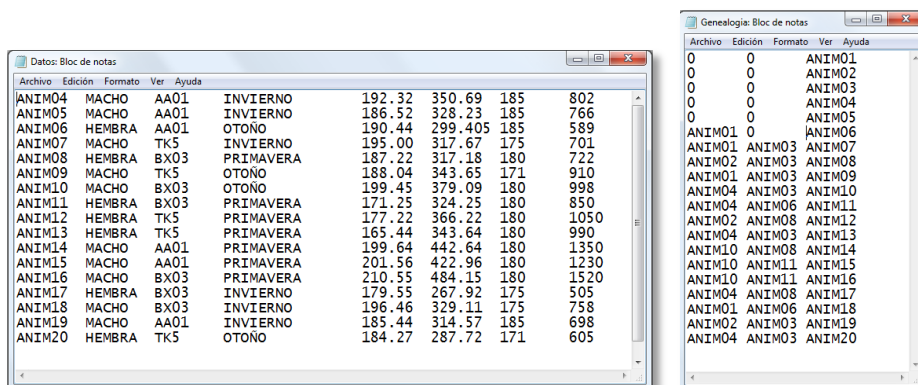 Datos: Bloc de notas
Archivo Edición Formato Ver Ayuda
ANIM04 MACHO AA01 INVIERNO 192.32 350.69 185 802
ANIM05 MACHO AA01 INVIERNO 186.52 328.23 185 766
ANIM06 HEMBRA AA01 OTOÑO 190.44 299.405 185 589
ANIM07 MACHO TK5 INVIERNO 195.00 317.67 175 701
ANIM08 HEMBRA BX03 PRIMAVERA 187.22 317.18 180 722
ANIM09 MACHO TK5 OTOÑO 188.04 343.65 171 910
ANIM10 MACHO BX03 OTOÑO 199.45 379.09 180 998
ANIM11 HEMBRA BX03 PRIMAVERA 171.25 324.25 180 850
ANIM12 HEMBRA TK5 PRIMAVERA 177.22 366.22 180 1050
ANIM13 HEMBRA TK5 PRIMAVERA 165.44 343.64 180 990
ANIM14 MACHO AA01 PRIMAVERA 199.64 442.64 180 1350
ANIM15 MACHO AA01 PRIMAVERA 201.56 422.96 180 1230
ANIM16 MACHO BX03 PRIMAVERA 210.55 484.15 180 1520
ANIM17 HEMBRA BX03 INVIERNO 179.55 267.92 175 505
ANIM18 MACHO BX03 INVIERNO 196.46 329.11 175 758
ANIM19 MACHO AA01 INVIERNO 185.44 314.57 185 698
ANIM20 HEMBRA TK5 OTOÑO 184.27 287.72 171 605
Genealogia: Bloc de notas
Archivo Edición Formato Ver Ayuda
0 0 ANIM01
0 0 ANIM02
0 0 ANIM03
0 0 ANIM04
0 0 ANIM05
ANIM01 0 ANIM06
ANIM01 ANIM03 ANIM07
ANIM02 ANIM03 ANIM08
ANIM01 ANIM03 ANIM09
ANIM04 ANIM03 ANIM10
ANIM04 ANIM06 ANIM11
ANIM02 ANIM08 ANIM12
ANIM04 ANIM03 ANIM13
ANIM10 ANIM08 ANIM14
ANIM10 ANIM11 ANIM15
ANIM10 ANIM11 ANIM16
ANIM04 ANIM08 ANIM17
ANIM01 ANIM06 ANIM18
ANIM02 ANIM03 ANIM19
ANIM04 ANIM03 ANIM20